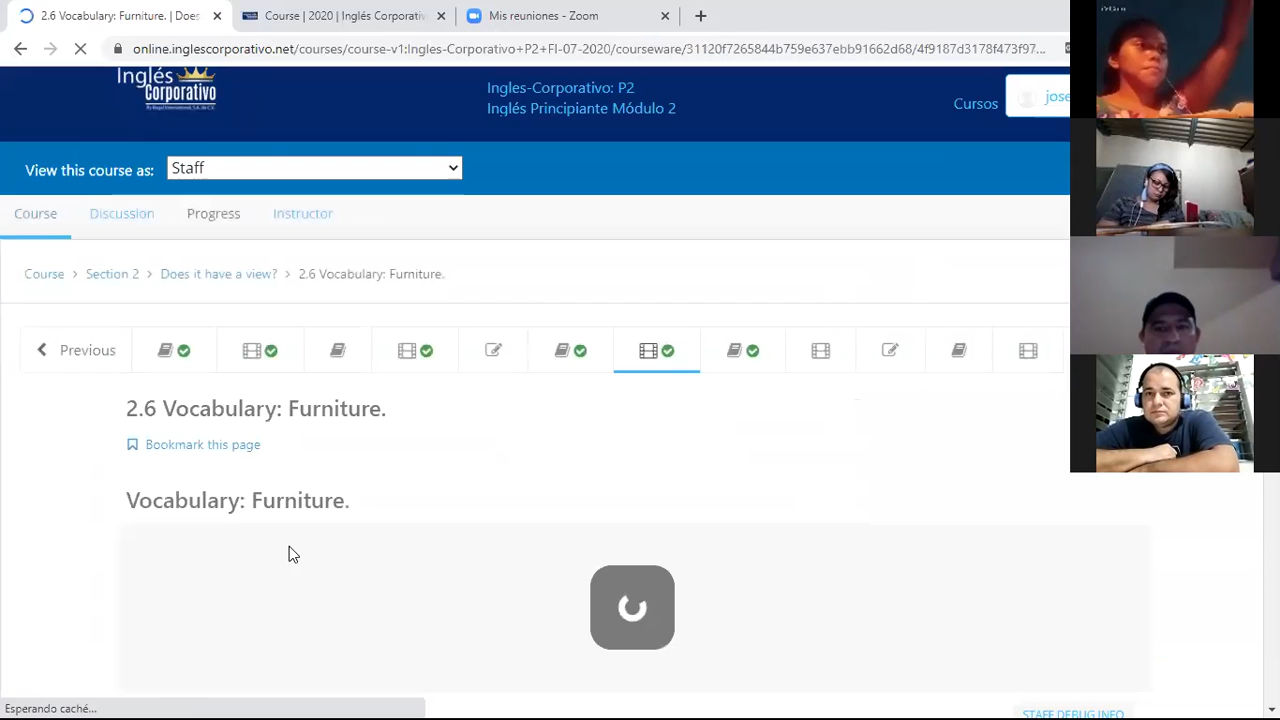 2.6 Vocabulary: Furniture. | Does
Course | 2020 | Inglés Corporativ
Mis reuniones - Zoom
online.inglescorporativo.net/courses/course-v1:Ingles-Corporativo+P2+FI-07-2020/courseware/31120f7265844b759e637ebb91662d68/4f9187d3178f473f97...
Inglés
Corporativo
Ingles-Corporativo: P2
Inglés Principiante Módulo 2
Cursos
jose
View this course as:
Staff
Course
Discussion
Progress
Instructor
Course > Section 2 > Does it have a view? > 2.6 Vocabulary: Furniture.
Previous
2.6 Vocabulary: Furniture.
Bookmark this page
Vocabulary: Furniture.
STAFF DEBUG INFO
Esperando caché...